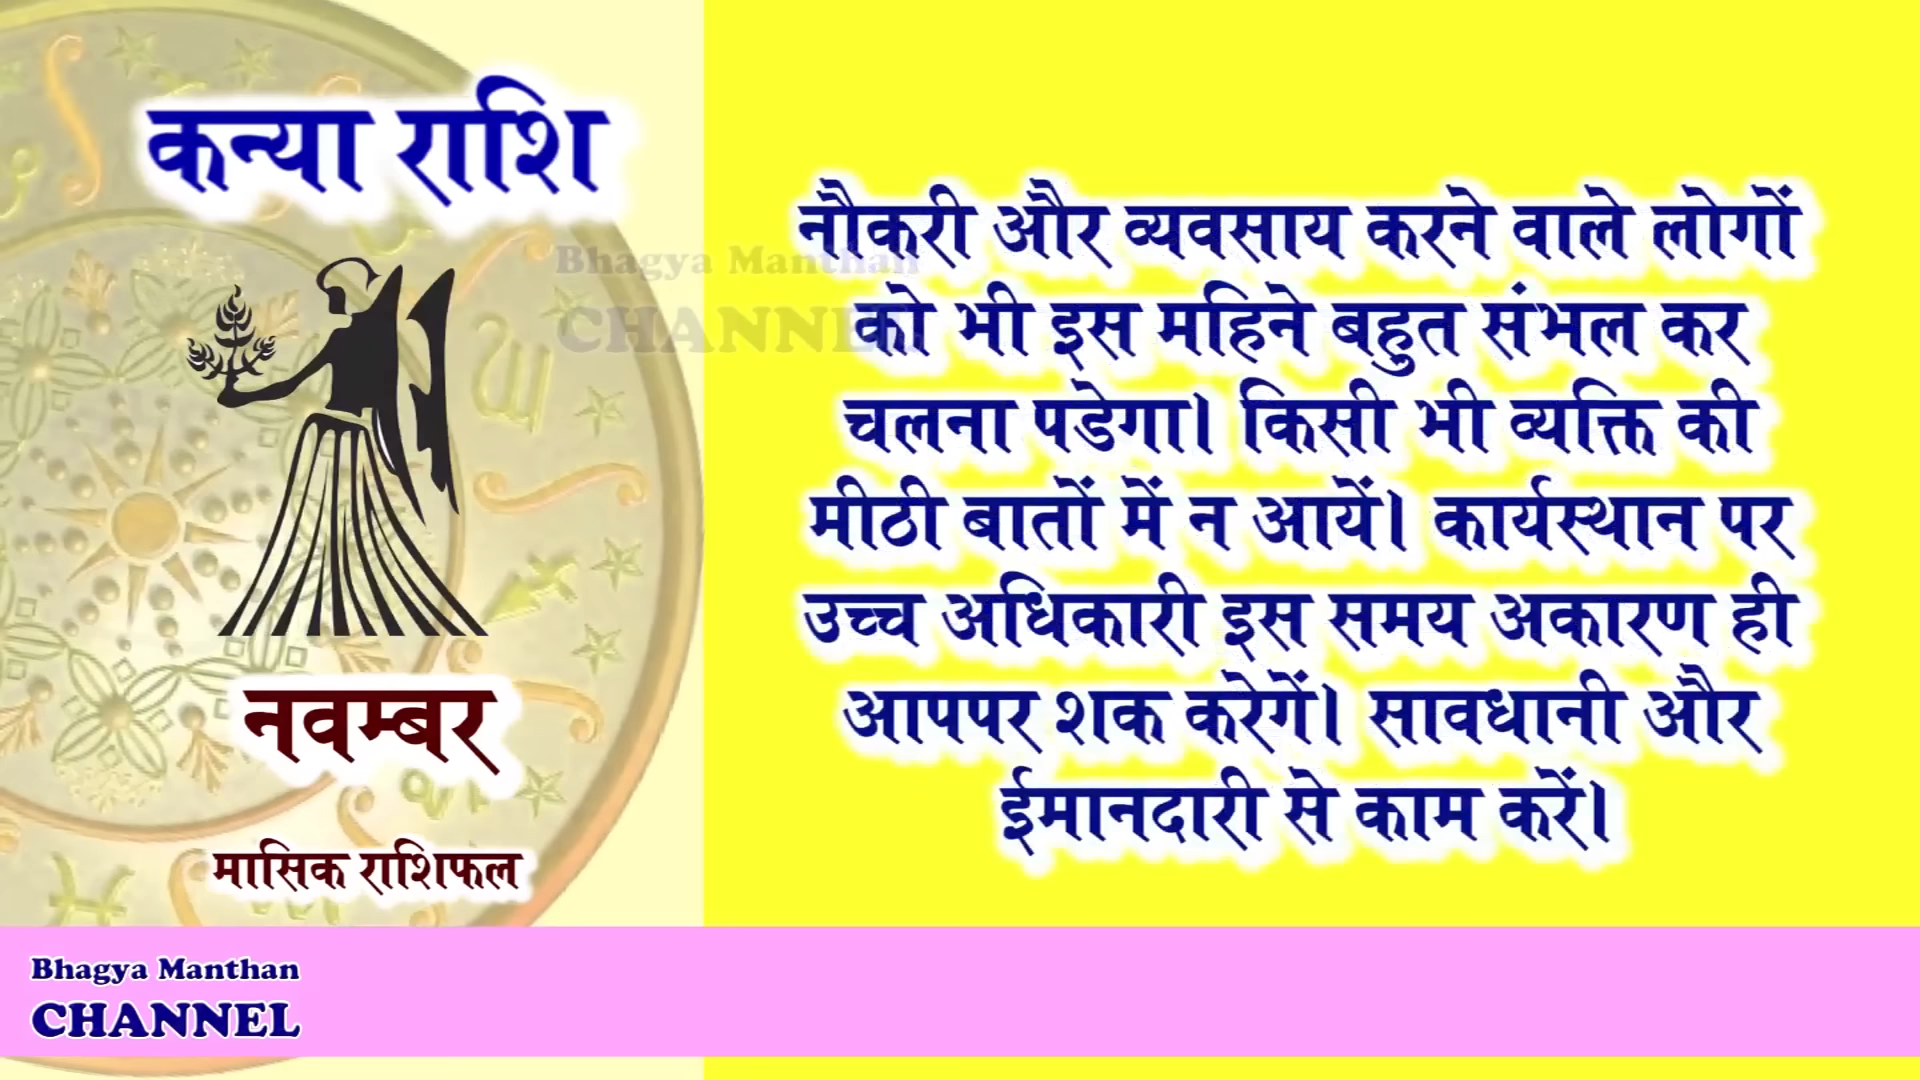 कन्या राशि
नवम्बर
मासिक राशिफल
नौकरी और व्यवसाय करने वाले लोगों
को भी इस महिने बहुत संभल कर
चलना पडेगा। किसी भी व्यक्ति की
मीठी बातों में न आयें। कार्यस्थान पर
उच्च अधिकारी इस समय अकारण ही
आपपर शक करेगें। सावधानी और
ईमानदारी से काम करें।
Bhagya Manthan
CHANNEL
Bhagya Manthan
CHANNEL